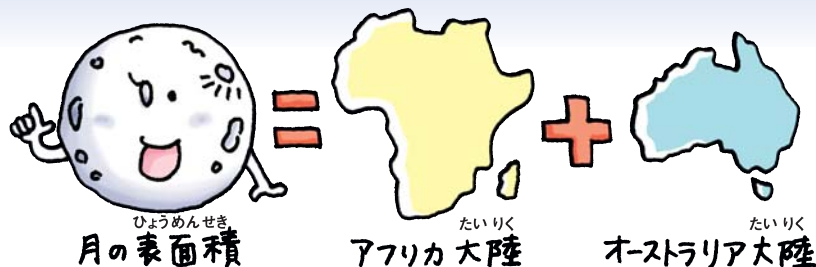 ひょうめんせき
月の表面積
たいりく
アフリカ大陸
たいりく
オーストラリア大陸